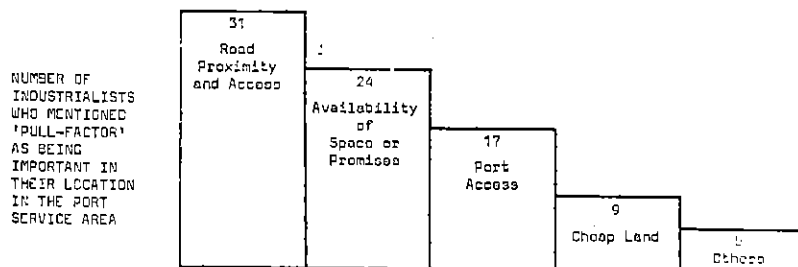 NUMBER OF
INDUSTRIALISTS
WHO MENTIONED
'PULL-FACTOR'
AS BEING
IMPORTANT IN
THEIR LOCATION
IN THE PORT
SERVICE AREA
31
Road
Proximity
and Access
24
Availability
of
Space or
Premises
17
Port
Access
9
Cheap Land
Others